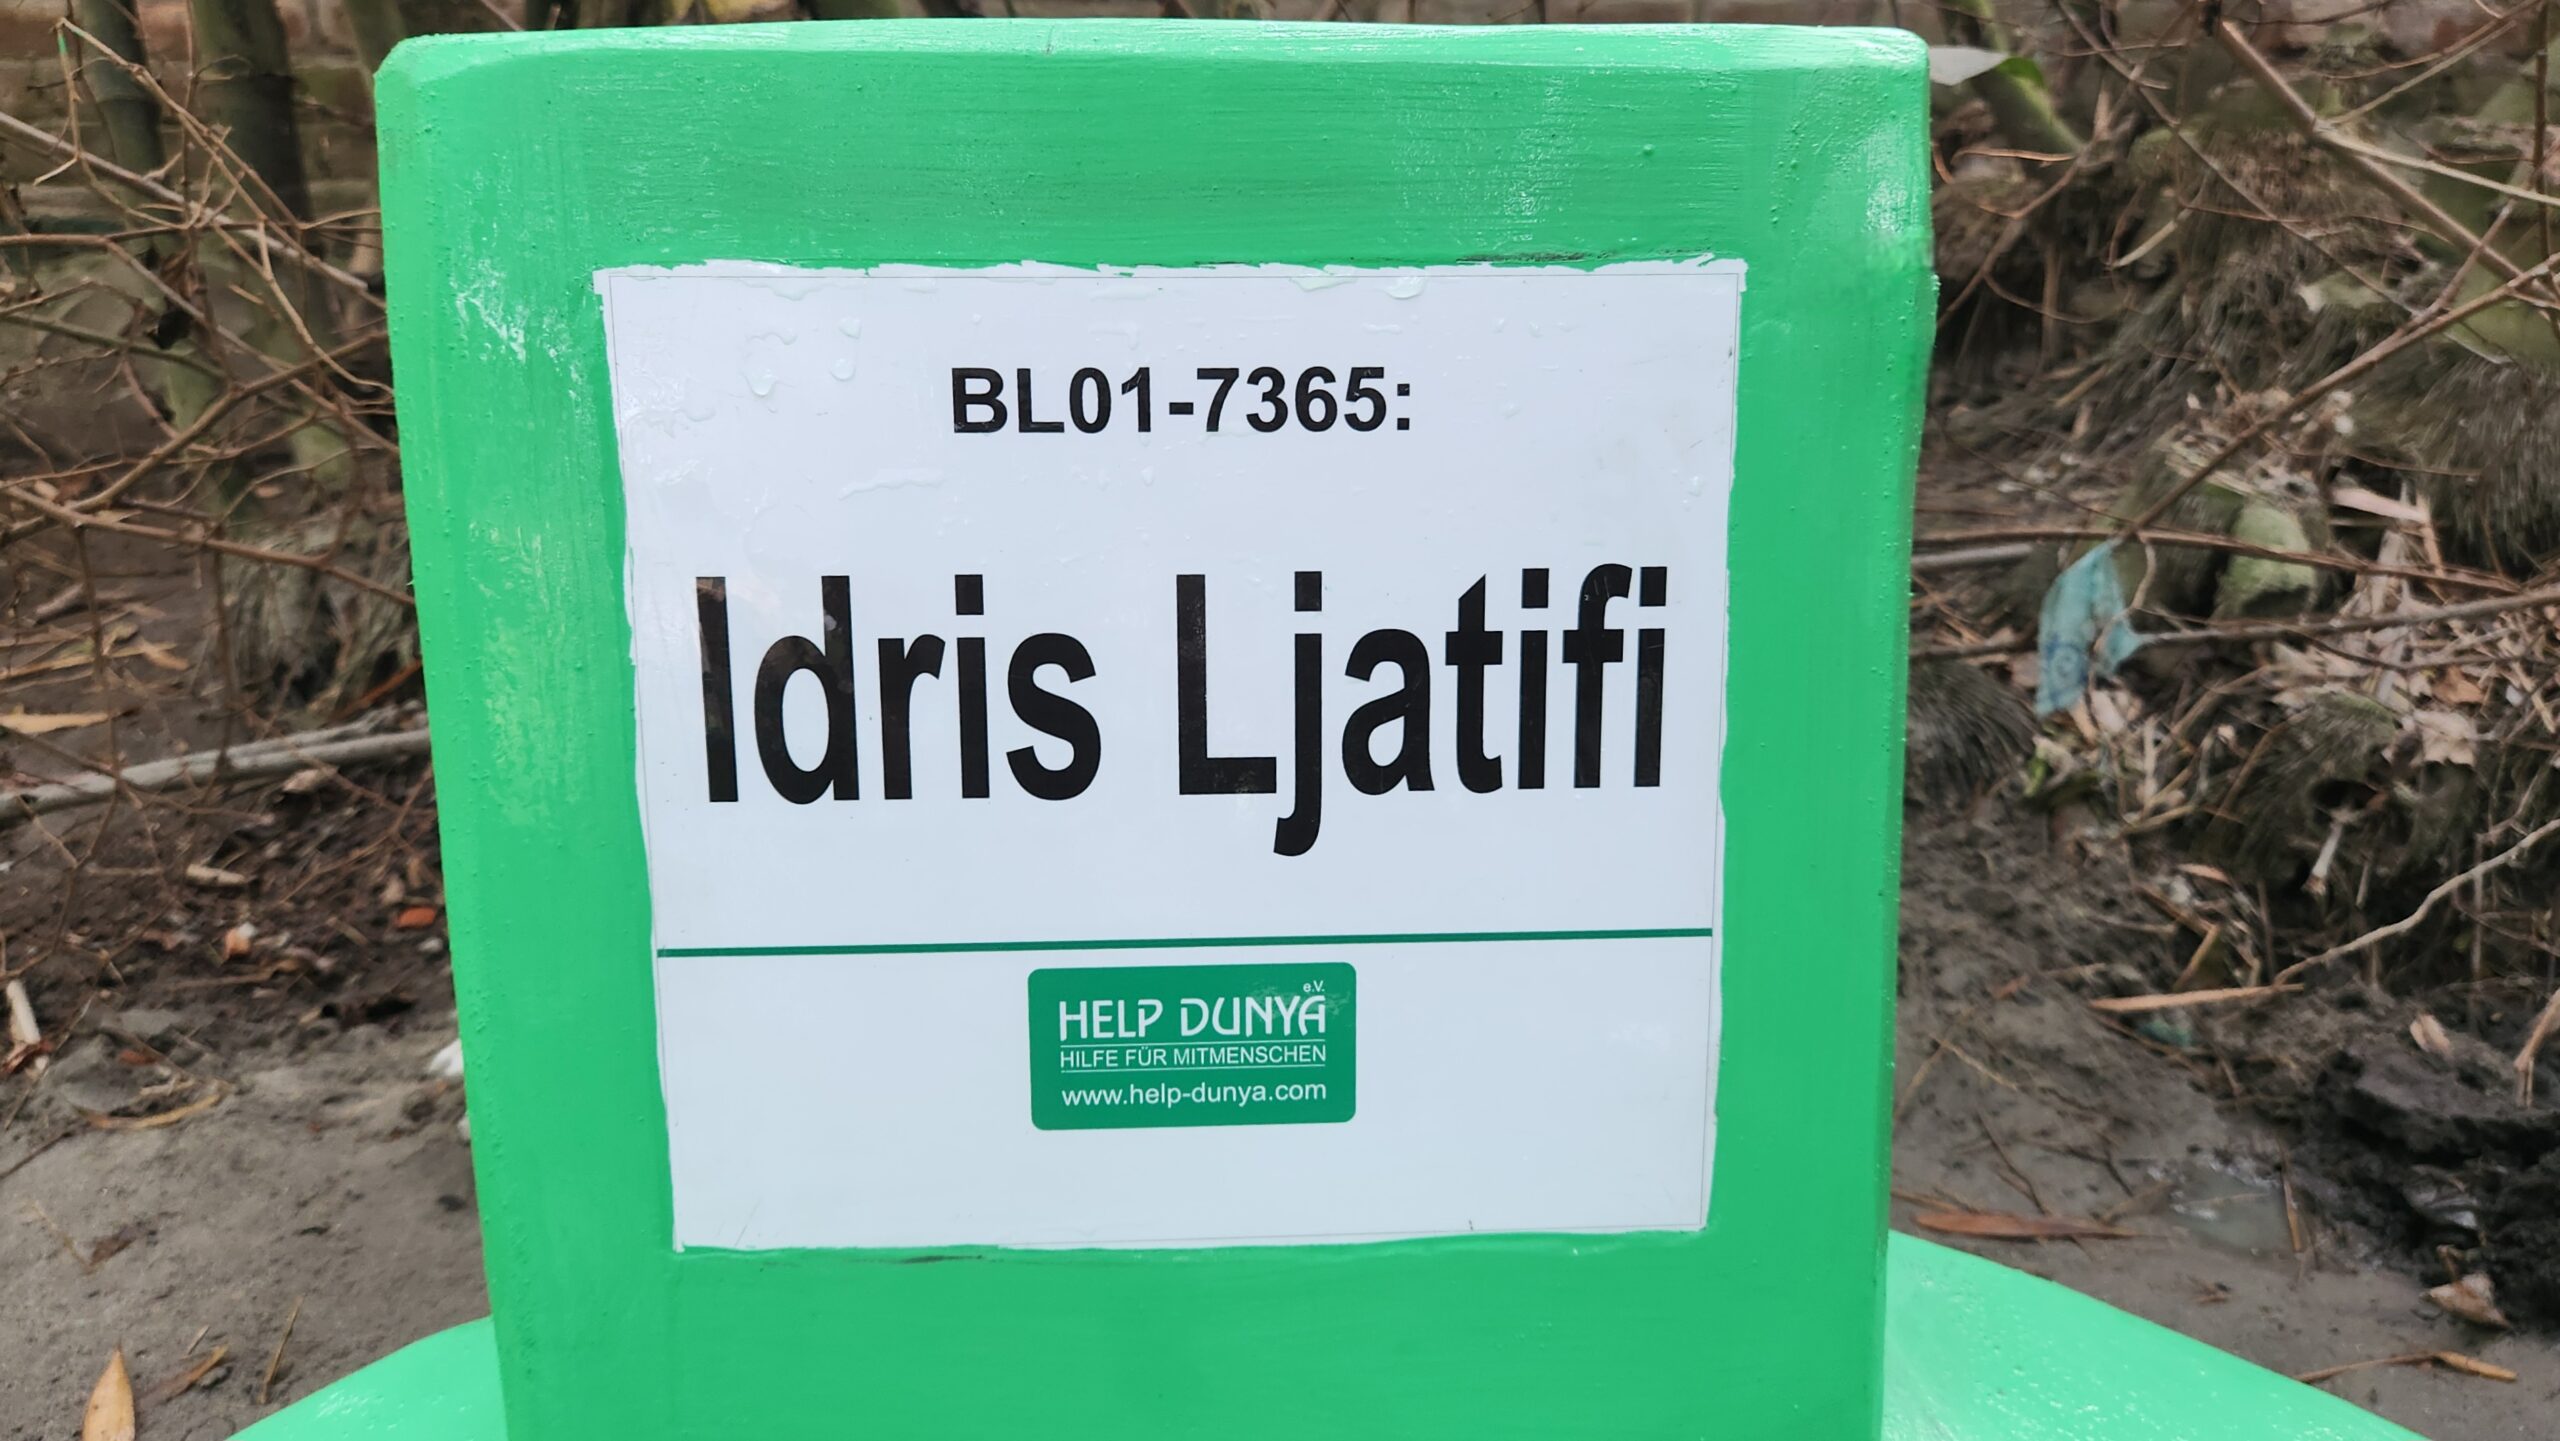 BL01-7365:
Idris Ljatifi
HELP DUNYA e.V.
HILFE FÜR MITMENSCHEN
www.help-dunya.com